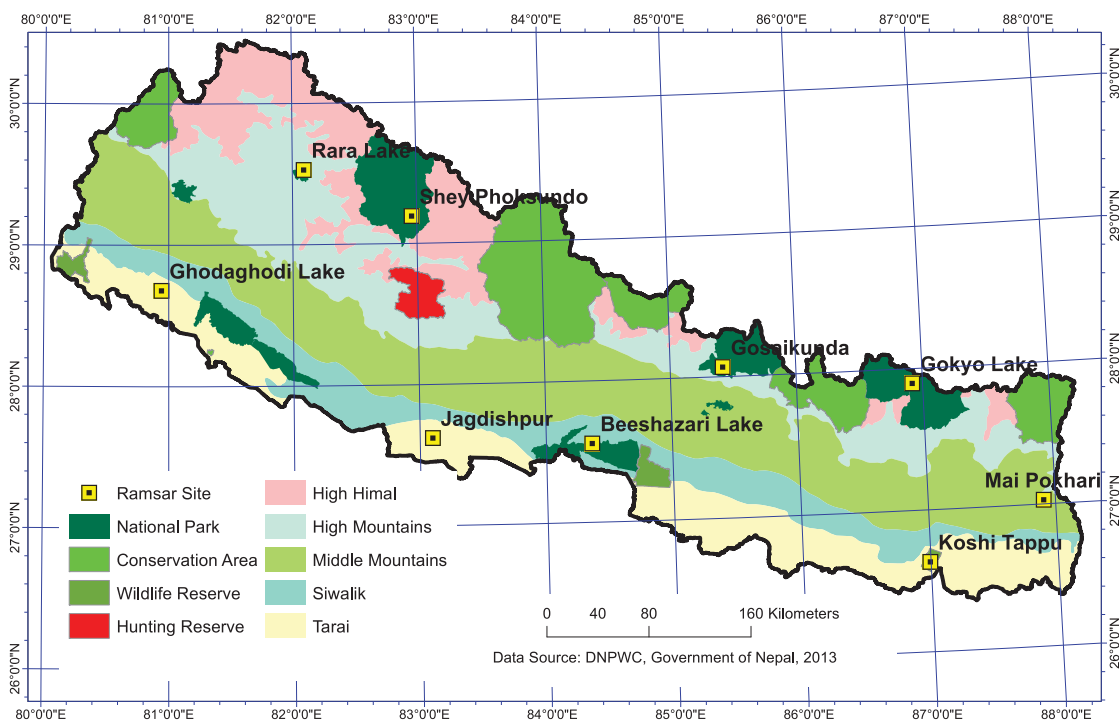 80°0'0"E 81°0'0"E 82°0'0"E 83°0'0"E 84°0'0"E 85°0'0"E 86°0'0"E 87°0'0"E 88°0'0"E
30°0'0"N
30°0'0"N
Rara Lake
Shey Phoksundo
29°0'0"N
29°0'0"N
Ghodaghodi Lake
Gosaikunda
Gokyo Lake
28°0'0"N
28°0'0"N
Jagdishpur
Beeshazari Lake
Mai Pokhari
27°0'0"N
27°0'0"N
Koshi Tappu
Ramsar Site
National Park
Conservation Area
Wildlife Reserve
Hunting Reserve
High Himal
High Mountains
Middle Mountains
Siwalik
Tarai
0 40 80 160 Kilometers
Data Source: DNPWC, Government of Nepal, 2013
26°0'0"N
26°0'0"N
80°0'0"E 81°0'0"E 82°0'0"E 83°0'0"E 84°0'0"E 85°0'0"E 86°0'0"E 87°0'0"E 88°0'0"E